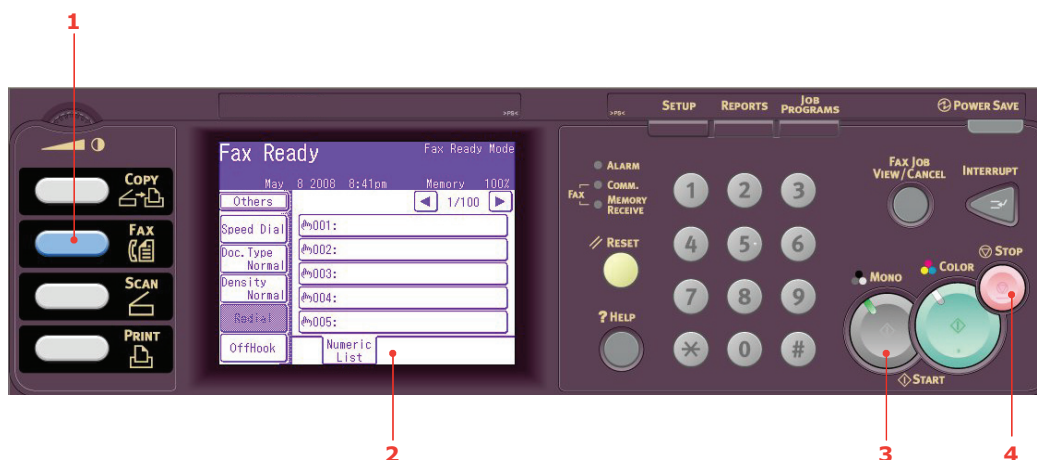 1
>PB<
>PB<
SETUP
REPORTS
JOB
PROGRAMS
POWER SAVE
COPY
FAX
SCAN
PRINT
Fax Ready
Fax Ready Mode
May 8 2008 8:41pm Memory 100%
Others
1/100
Speed Dial
001:
Doc.Type
Normal
002:
003:
Density
Normal
004:
Redial
005:
OffHook
Numeric
List
ALARM
FAX
COMM.
MEMORY
RECEIVE
RESET
? HELP
1 2 3
4 5 6
7 8 9
* 0 #
FAX JOB
VIEW/CANCEL
INTERRUPT
STOP
MONO
COLOR
START
2
3
4